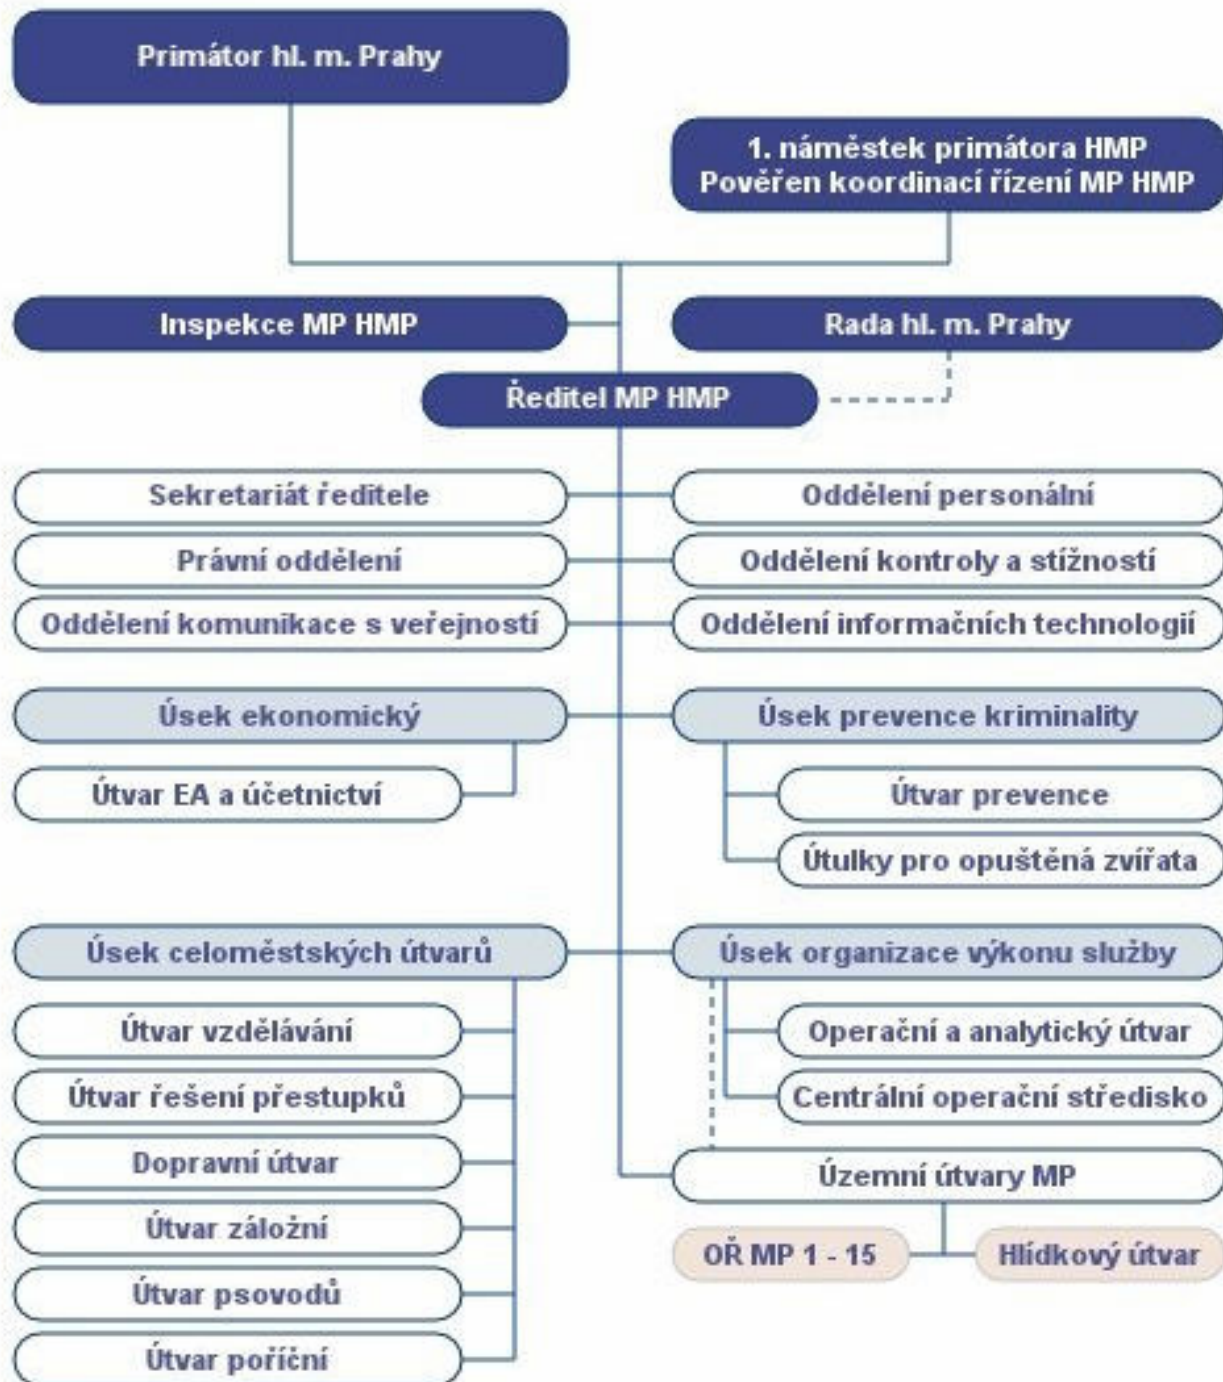 Primátor hl. m. Prahy
1. náměstek primátora HMP
Pověřen koordinací řízení MP HMP
Inspekce MP HMP
Rada hl. m. Prahy
Ředitel MP HMP
Sekretariát ředitele
Oddělení personální
Právní oddělení
Oddělení kontroly a stížností
Oddělení komunikace s veřejností
Oddělení informačních technologií
Úsek ekonomický
Úsek prevence kriminality
Útvar EA a účetnictví
Útvar prevence
Útulky pro opuštěná zvířata
Úsek celoměstských útvarů
Úsek organizace výkonu služby
Útvar vzdělávání
Operační a analytický útvar
Útvar řešení přestupků
Centrální operační středisko
Dopravní útvar
Územní útvary MP
Útvar záložní
OŘ MP 1 - 15
Hlídkový útvar
Útvar psovodů
Útvar poříční